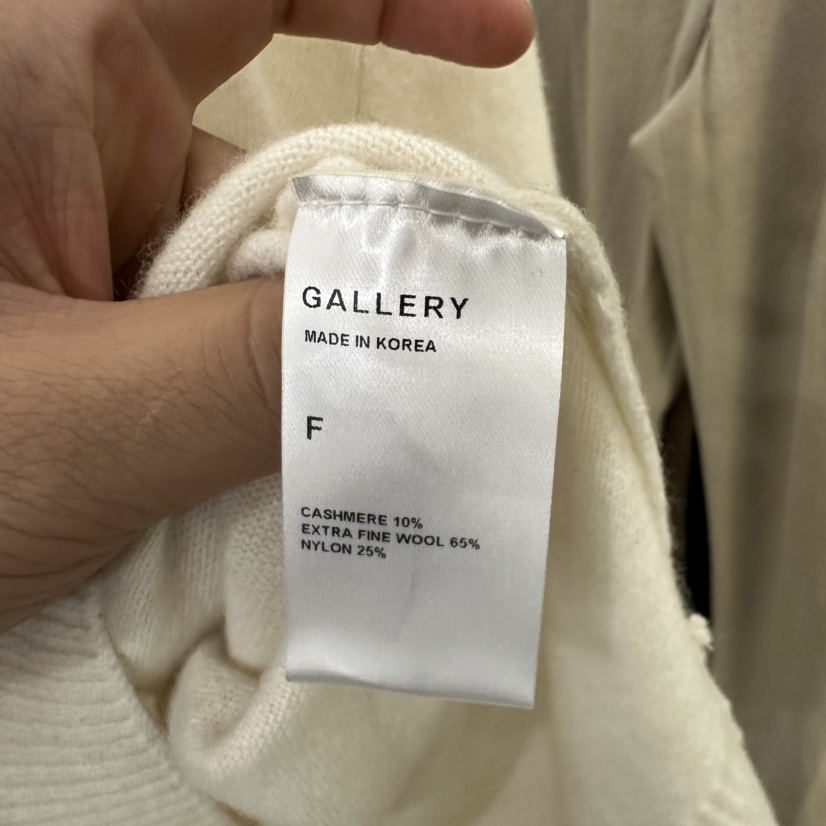 GALLERY
MADE IN KOREA
F
CASHMERE 10%
EXTRA FINE WOOL 65%
NYLON 25%